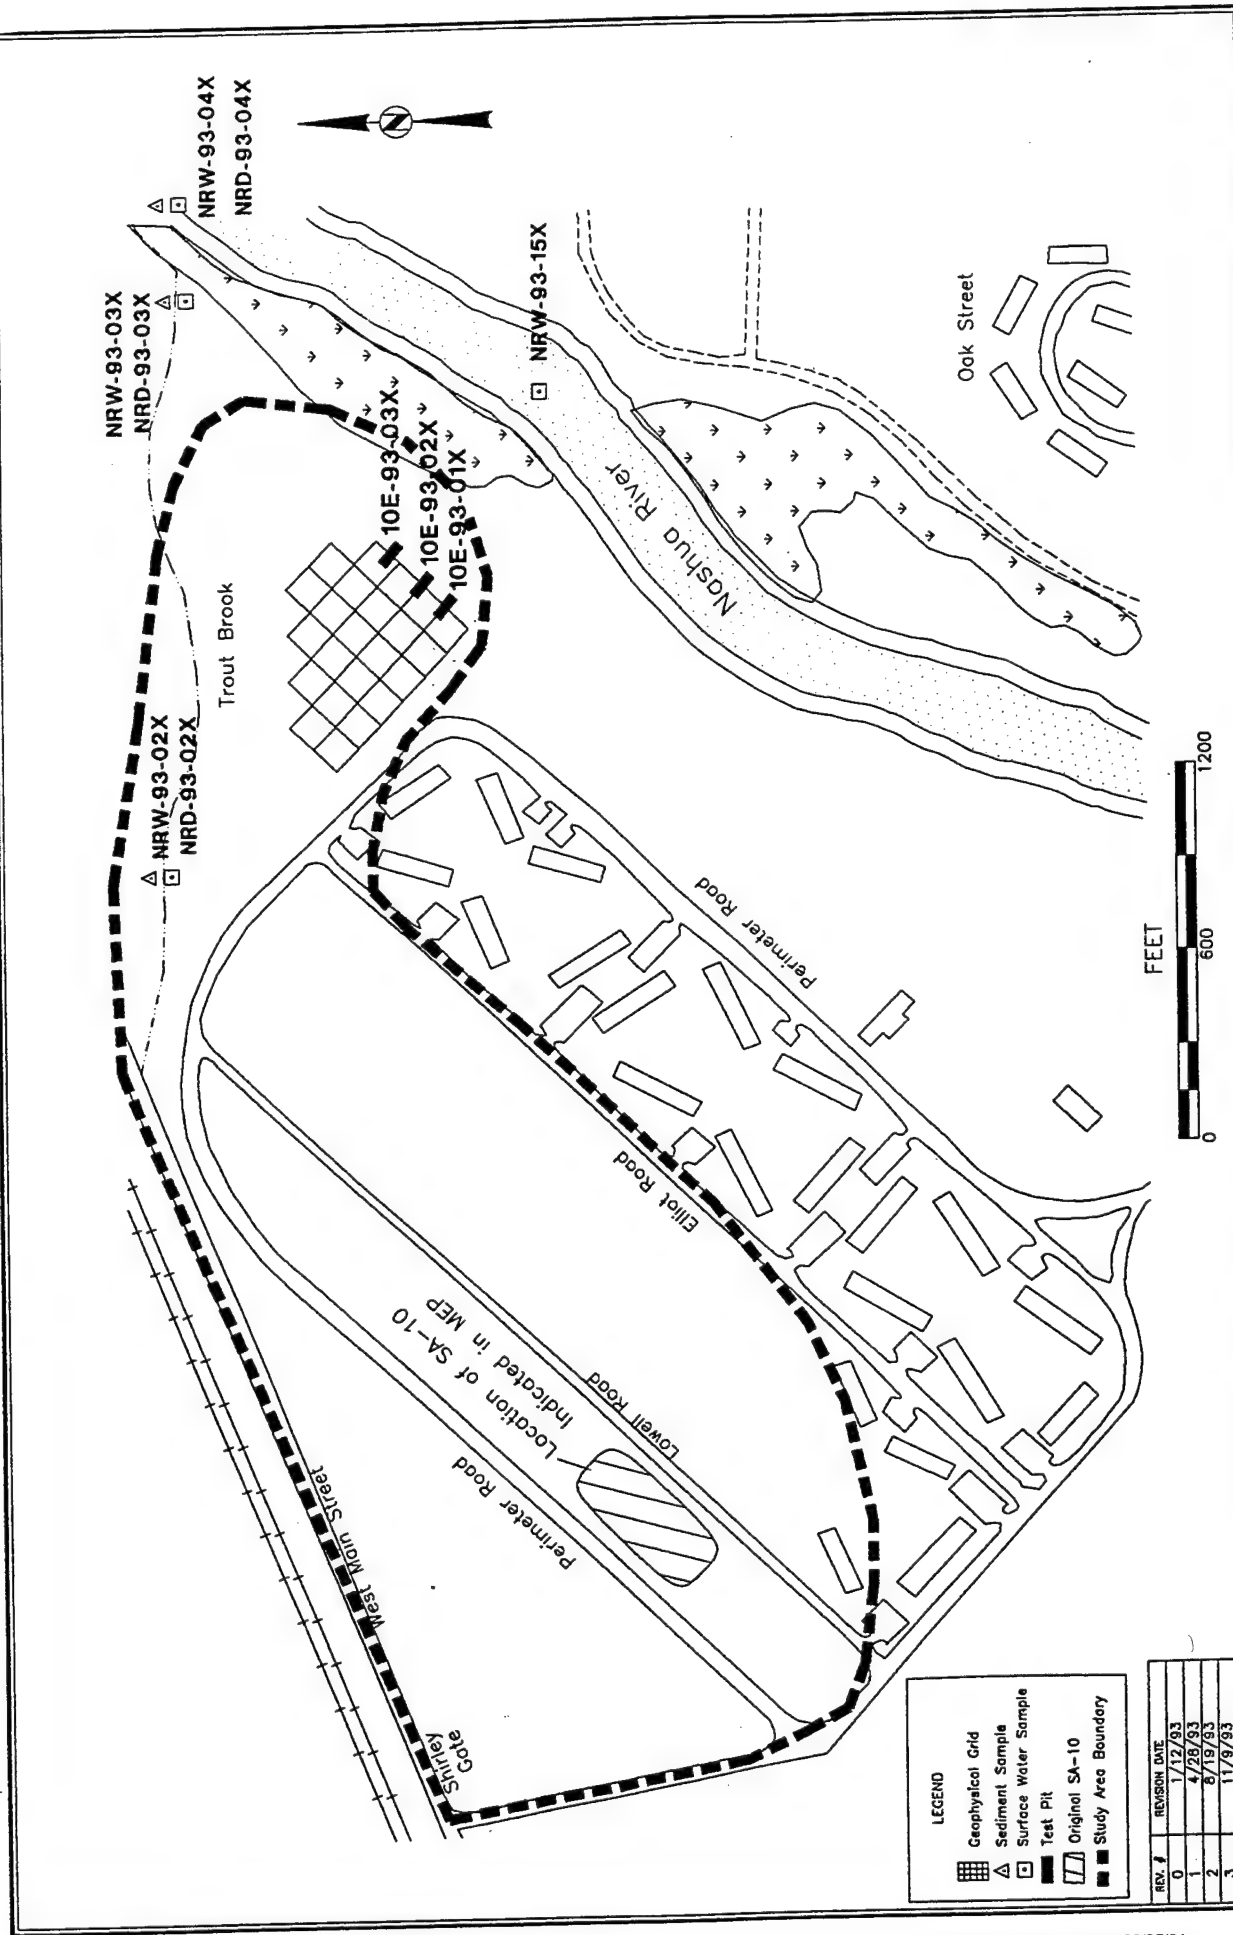 NRW-93-04X
NRD-93-04X
N
NRW-93-03X
NRD-93-03X
NRW-93-15X
Oak Street
10E-93-03X
10E-93-02X
10E-93-01X
Nashua River
Trout Brook
NRW-93-02X
NRD-93-02X
Perimeter Road
Elliot Road
Location of SA-10
Indicated in MEP
Lowell Road
Perimeter Road
West Main Street
Shirley
Gate
FEET
0 600 1200
LEGEND
Geophysical Grid
Sediment Sample
Surface Water Sample
Test Pit
Original SA-10
Study Area Boundary
REV. # REVISION DATE
0 1/12/93
1 4/28/93
2 8/19/93
3 11/9/93